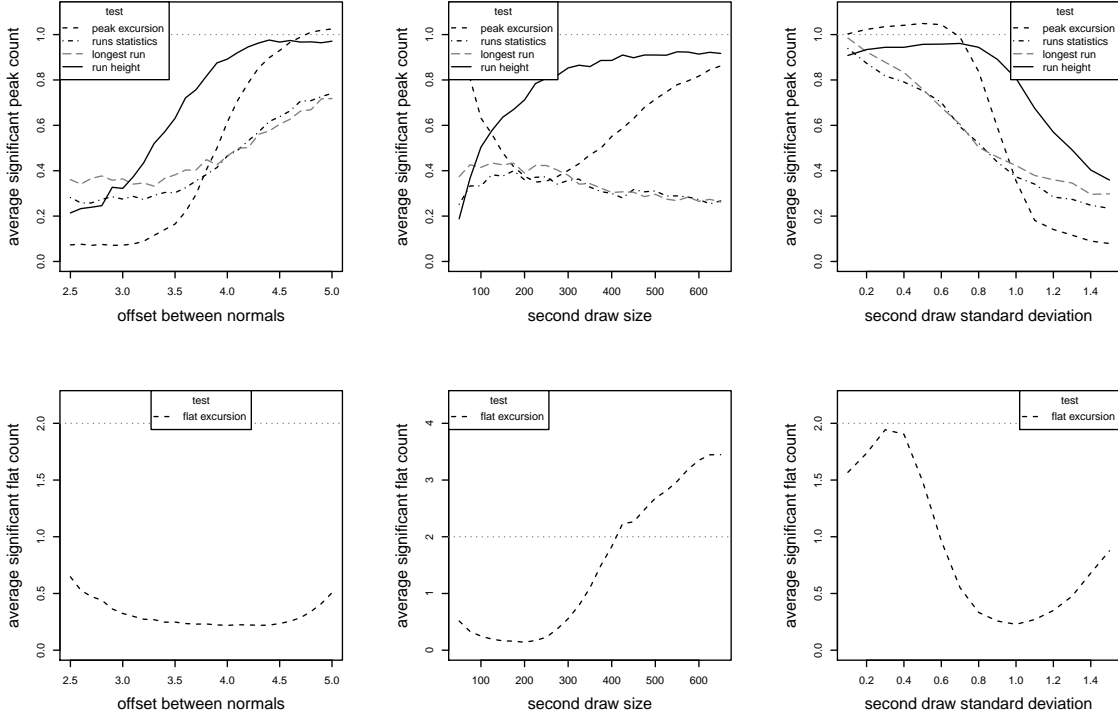 average significant peak count
0.0 0.2 0.4 0.6 0.8 1.0
test
peak excursion
runs statistics
longest run
run height
2.5 3.0 3.5 4.0 4.5 5.0
offset between normals
average significant peak count
0.0 0.2 0.4 0.6 0.8 1.0
test
peak excursion
runs statistics
longest run
run height
100 200 300 400 500 600
second draw size
average significant peak count
0.0 0.2 0.4 0.6 0.8 1.0
test
peak excursion
runs statistics
longest run
run height
0.2 0.4 0.6 0.8 1.0 1.2 1.4
second draw standard deviation
average significant flat count
0.0 0.5 1.0 1.5 2.0
test
flat excursion
2.5 3.0 3.5 4.0 4.5 5.0
offset between normals
average significant flat count
0 1 2 3 4
test
flat excursion
100 200 300 400 500 600
second draw size
average significant flat count
0.0 0.5 1.0 1.5 2.0
test
flat excursion
0.2 0.4 0.6 0.8 1.0 1.2 1.4
second draw standard deviation